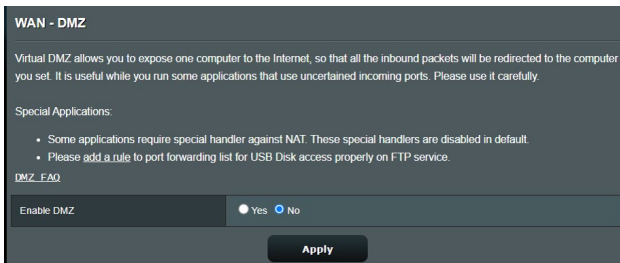 WAN - DMZ
Virtual DMZ allows you to expose one computer to the Internet, so that all the inbound packets will be redirected to the computer
you set. It is useful while you run some applications that use uncertained incoming ports. Please use it carefully.
Special Applications:
• Some applications require special handler against NAT. These special handlers are disabled in default.
• Please add a rule to port forwarding list for USB Disk access properly on FTP service.
DMZ FAQ
Enable DMZ Yes No
Apply